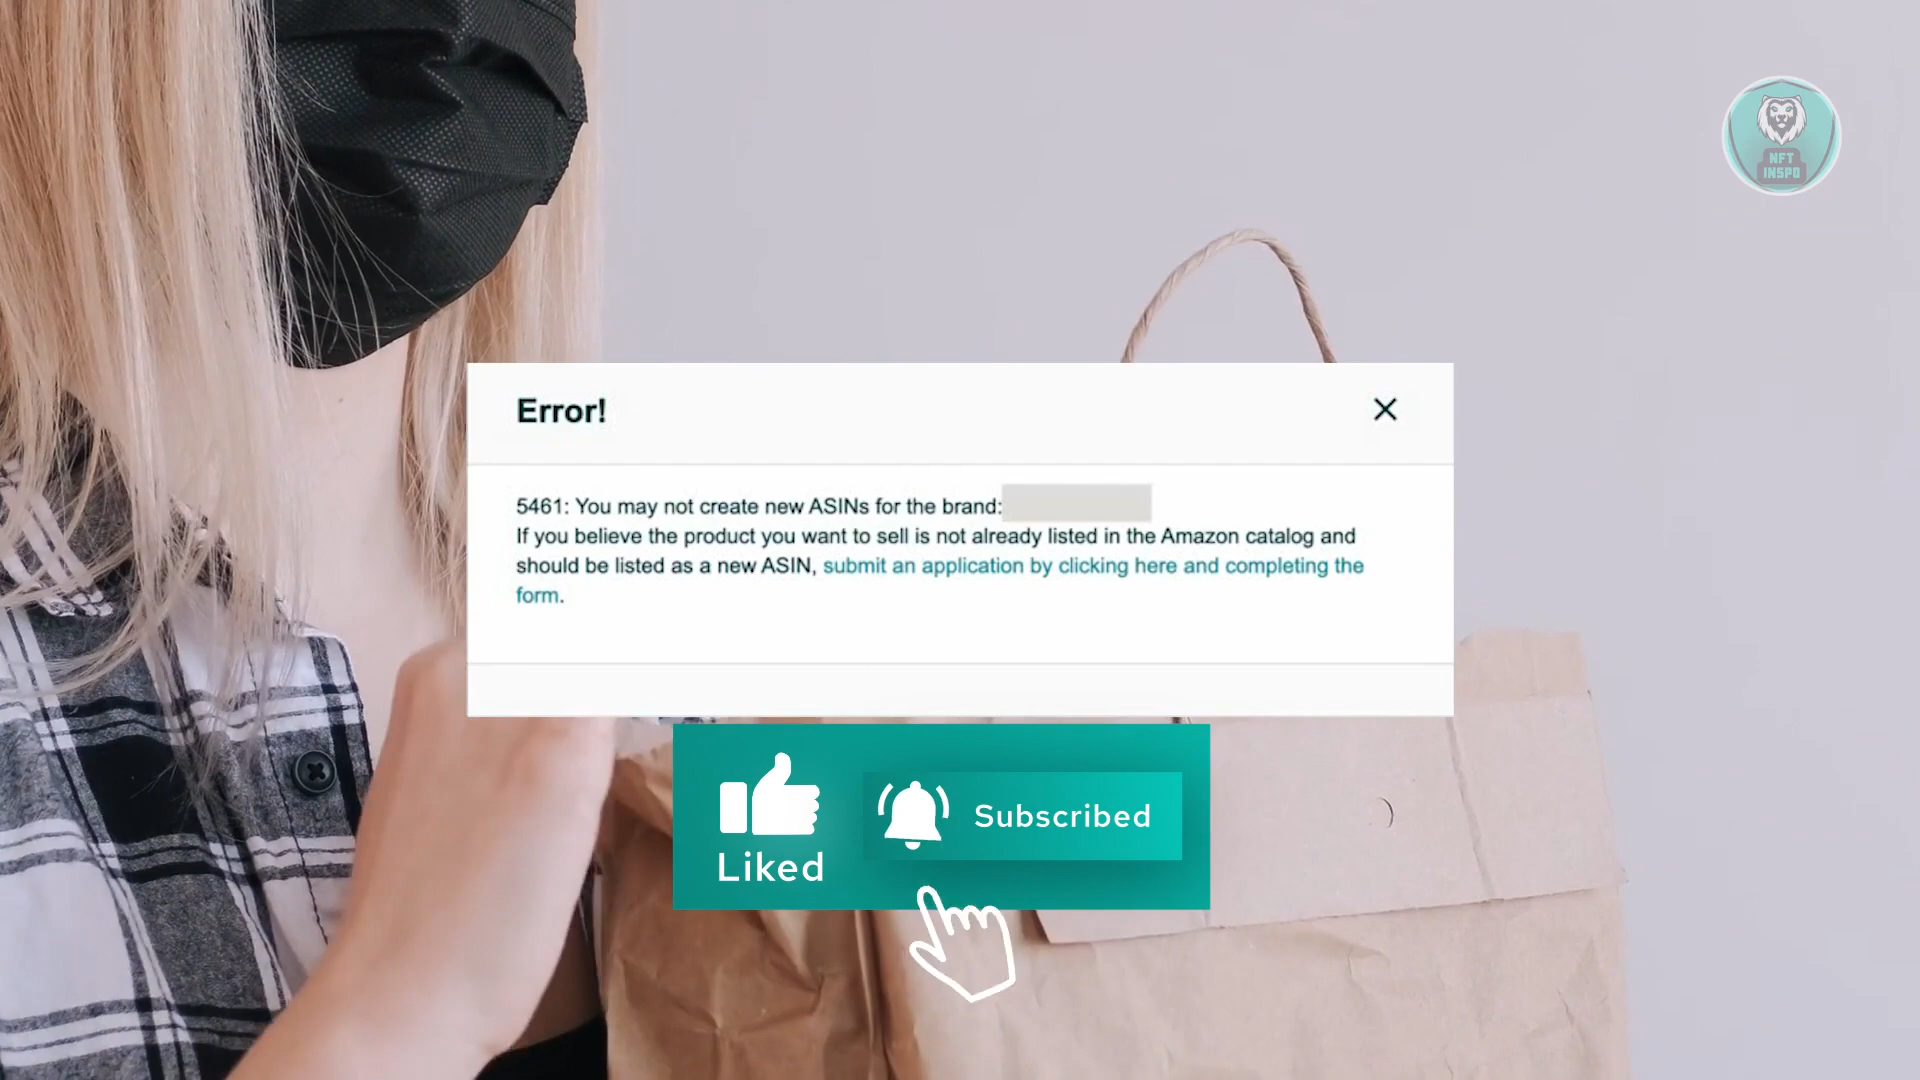 NFT
INSPO
Error!
5461: You may not create new ASINs for the brand:
If you believe the product you want to sell is not already listed in the Amazon catalog and
should be listed as a new ASIN, submit an application by clicking here and completing the
form.
Liked
Subscribed